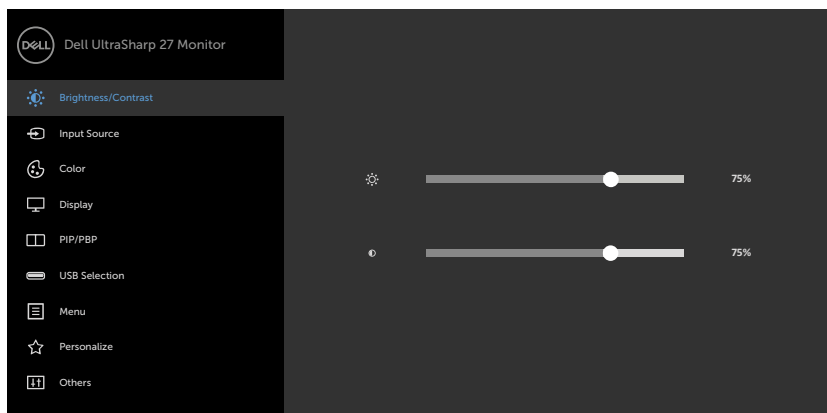 DELL Dell UltraSharp 27 Monitor
Brightness/Contrast
Input Source
Color
75%
Display
PIP/PBP
75%
USB Selection
Menu
Personalize
Others